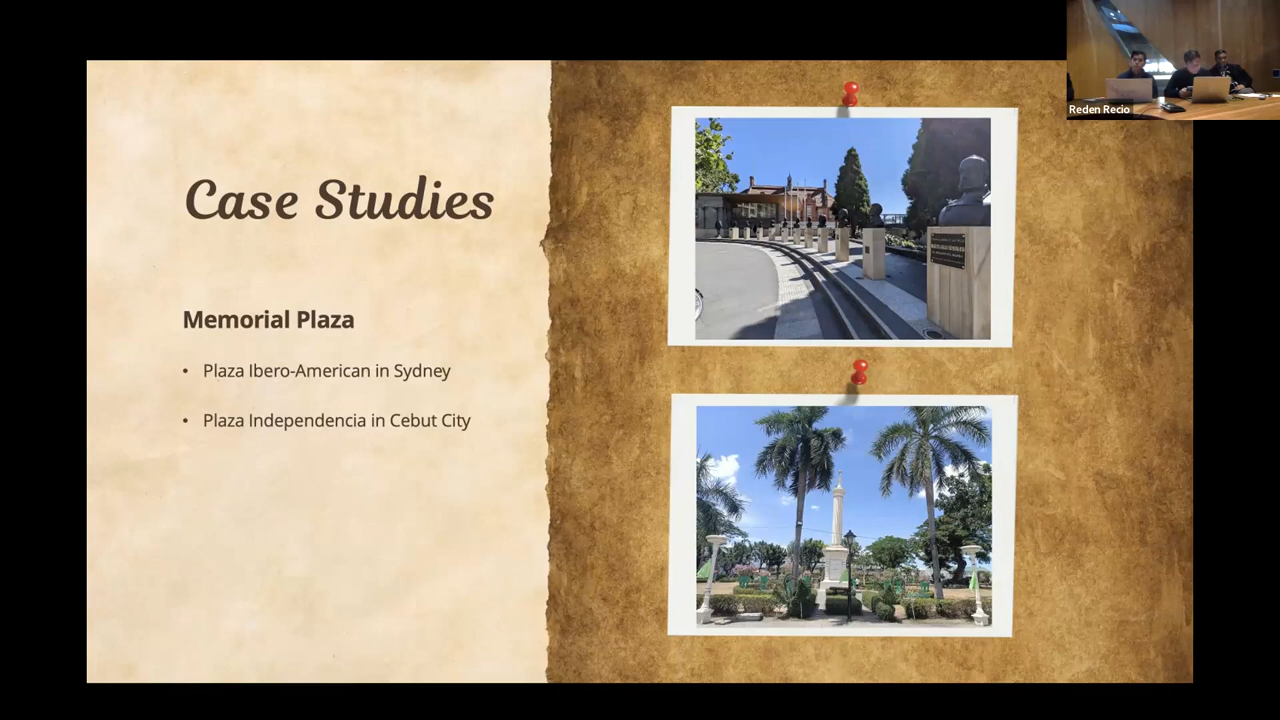 Reden Recio
Case Studies
Memorial Plaza
• Plaza Ibero-American in Sydney
• Plaza Independencia in Cebut City